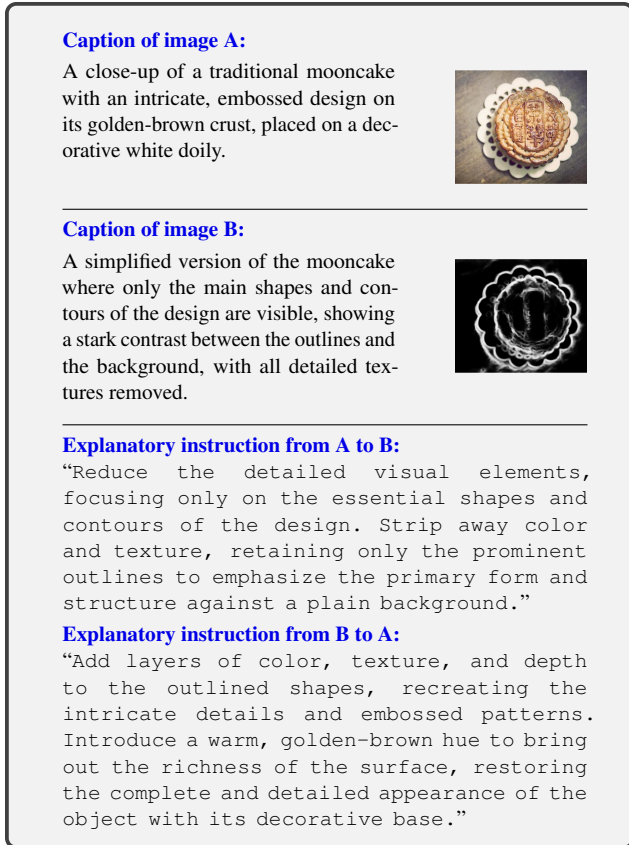 Caption of image A:
A close-up of a traditional mooncake
with an intricate, embossed design on
its golden-brown crust, placed on a dec-
orative white doily.
Caption of image B:
A simplified version of the mooncake
where only the main shapes and con-
tours of the design are visible, showing
a stark contrast between the outlines and
the background, with all detailed tex-
tures removed.
Explanatory instruction from A to B:
“Reduce the detailed visual elements,
focusing only on the essential shapes and
contours of the design. Strip away color
and texture, retaining only the prominent
outlines to emphasize the primary form and
structure against a plain background.”
Explanatory instruction from B to A:
“Add layers of color, texture, and depth
to the outlined shapes, recreating the
intricate details and embossed patterns.
Introduce a warm, golden-brown hue to bring
out the richness of the surface, restoring
the complete and detailed appearance of the
object with its decorative base.”